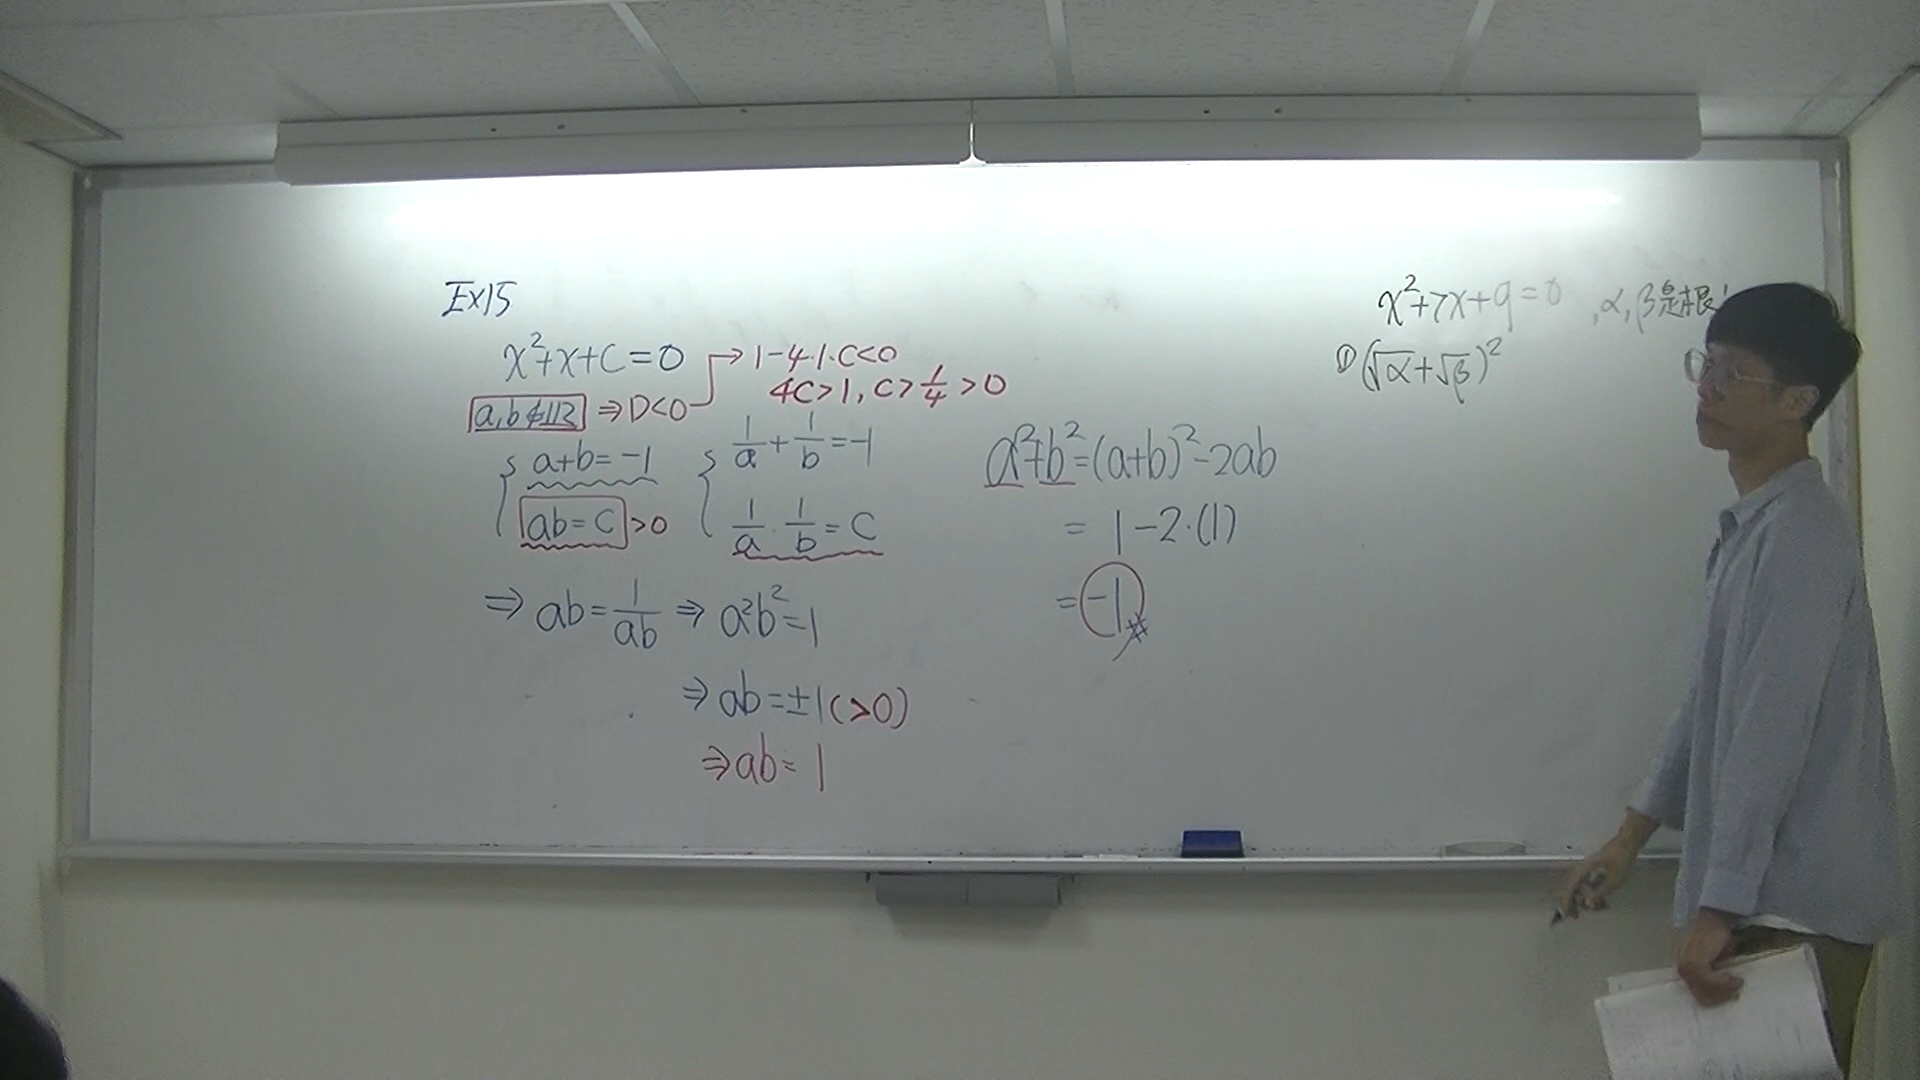 Ex15
x²+x+c=0 → 1-4·1·c<0
4c>1, c>1/4>0
a,b∉ℝ ⇒ D<0
{ a+b=-1
ab=c >0
{ 1/a+1/b=-1
1/a·1/b=c
⇒ ab=1/ab ⇒ a²b²=1
⇒ ab=±1(>0)
⇒ ab=1
a²+b²=(a+b)²-2ab
= 1-2·(1)
= -1 #
x²+7x+9=0, α,β是根
① (√α+√β)²